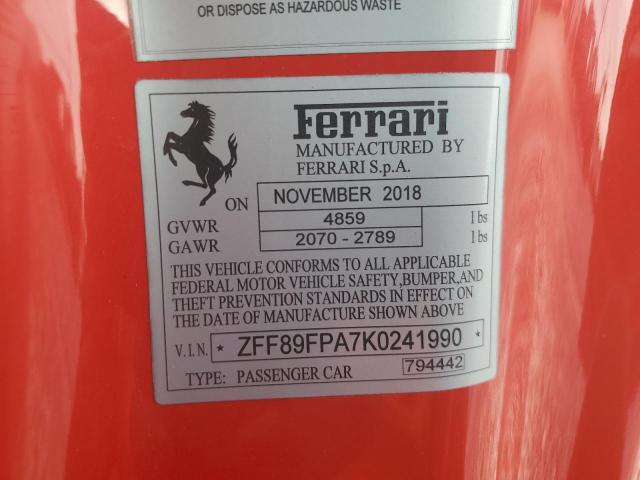 OR DISPOSE AS HAZARDOUS WASTE
Ferrari
MANUFACTURED BY
FERRARI S.p.A.
ON NOVEMBER 2018
GVWR 4859 lbs
GAWR 2070 - 2789 lbs
THIS VEHICLE CONFORMS TO ALL APPLICABLE
FEDERAL MOTOR VEHICLE SAFETY,BUMPER,AND
THEFT PREVENTION STANDARDS IN EFFECT ON
THE DATE OF MANUFACTURE SHOWN ABOVE
V.I.N. * ZFF89FPA7K0241990 *
TYPE: PASSENGER CAR 794442